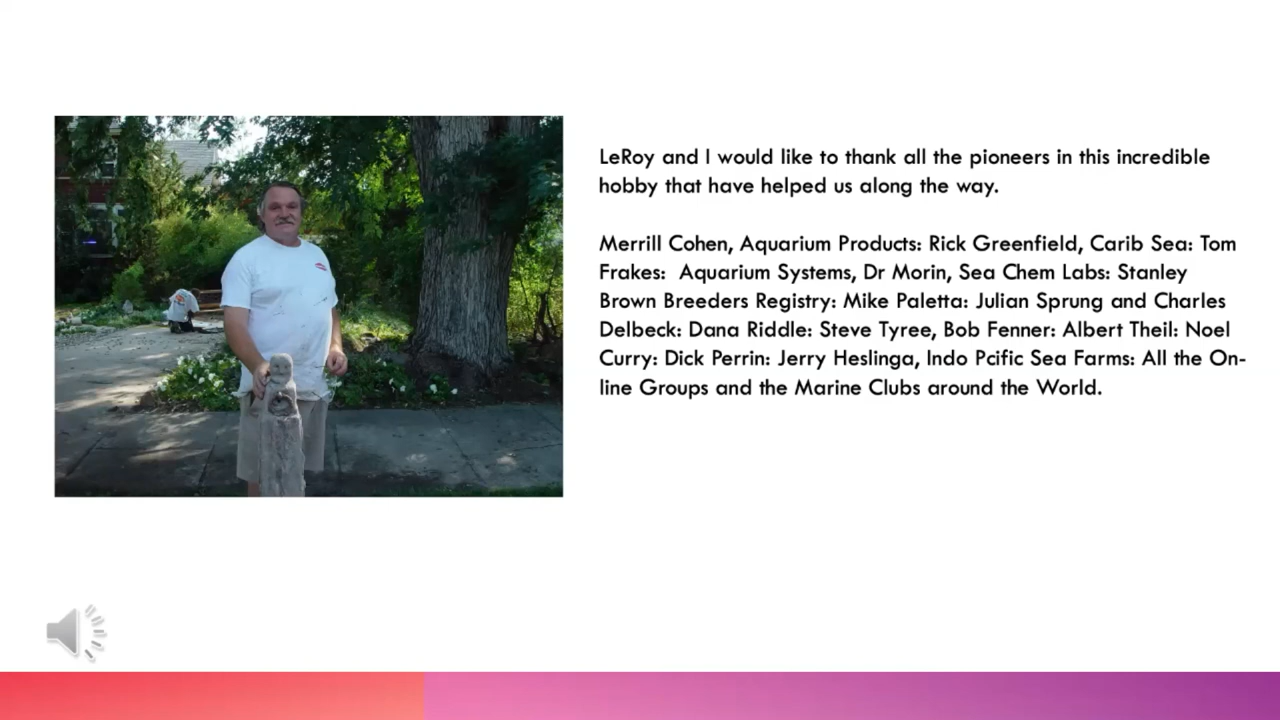 LeRoy and I would like to thank all the pioneers in this incredible
hobby that have helped us along the way.
Merrill Cohen, Aquarium Products: Rick Greenfield, Carib Sea: Tom
Frakes:  Aquarium Systems, Dr Morin, Sea Chem Labs: Stanley
Brown Breeders Registry: Mike Paletta: Julian Sprung and Charles
Delbeck: Dana Riddle: Steve Tyree, Bob Fenner: Albert Theil: Noel
Curry: Dick Perrin: Jerry Heslinga, Indo Pcific Sea Farms: All the On-
line Groups and the Marine Clubs around the World.